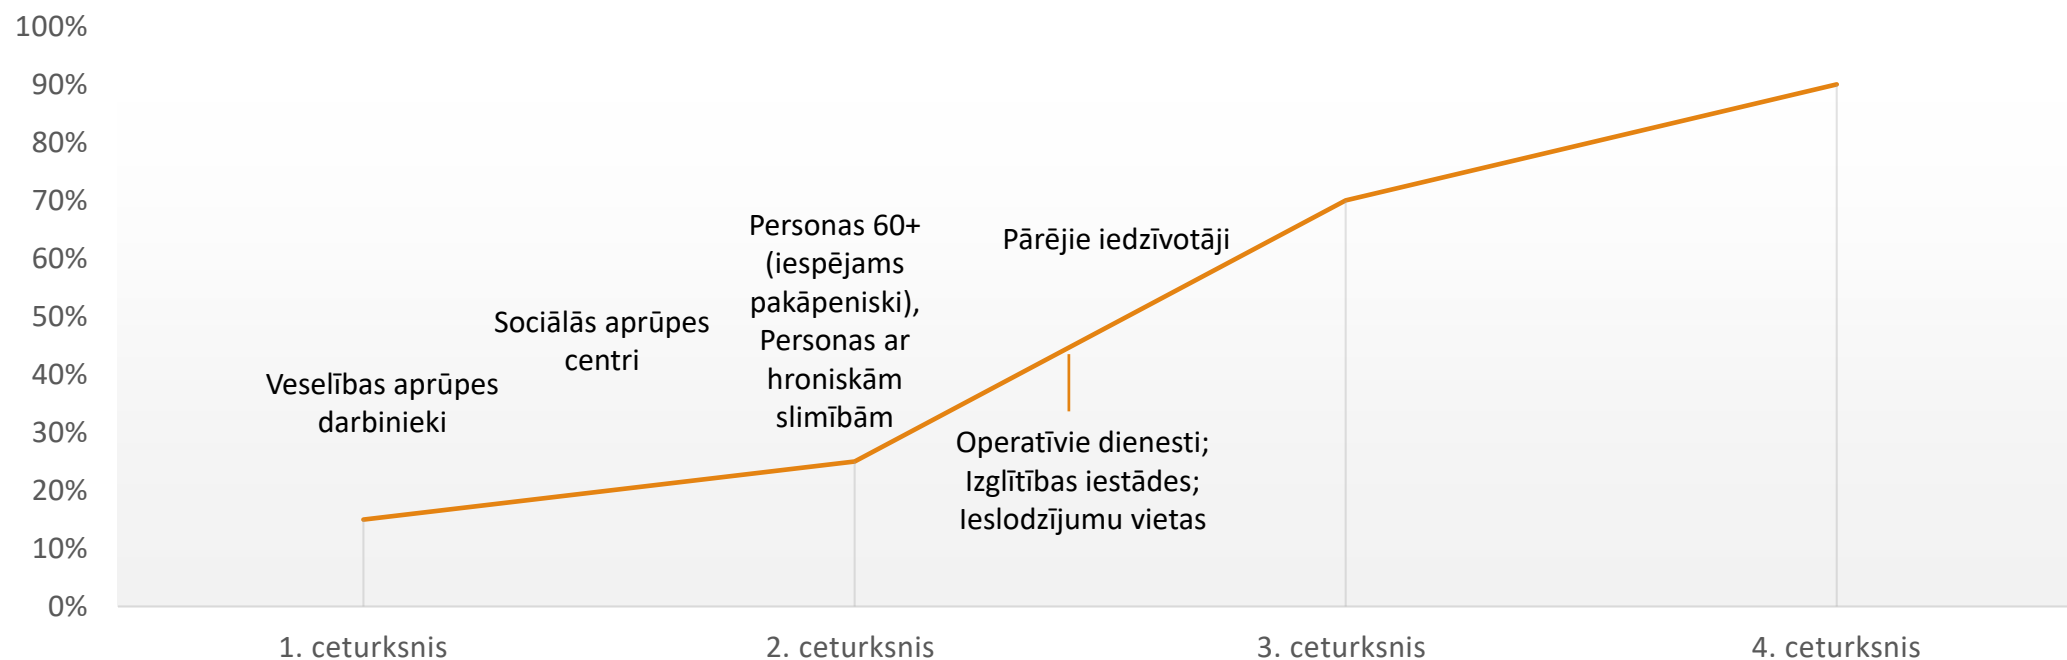 100%
90%
80%
70%
60%
50%
40%
30%
20%
10%
0%
Veselības aprūpes
darbinieki
Sociālās aprūpes
centri
Personas 60+
(iespējams
pakāpeniski),
Personas ar
hroniskām
slimībām
Pārējie iedzīvotāji
Operatīvie dienesti;
Izglītības iestādes;
Ieslodzījumu vietas
1. ceturksnis
2. ceturksnis
3. ceturksnis
4. ceturksnis